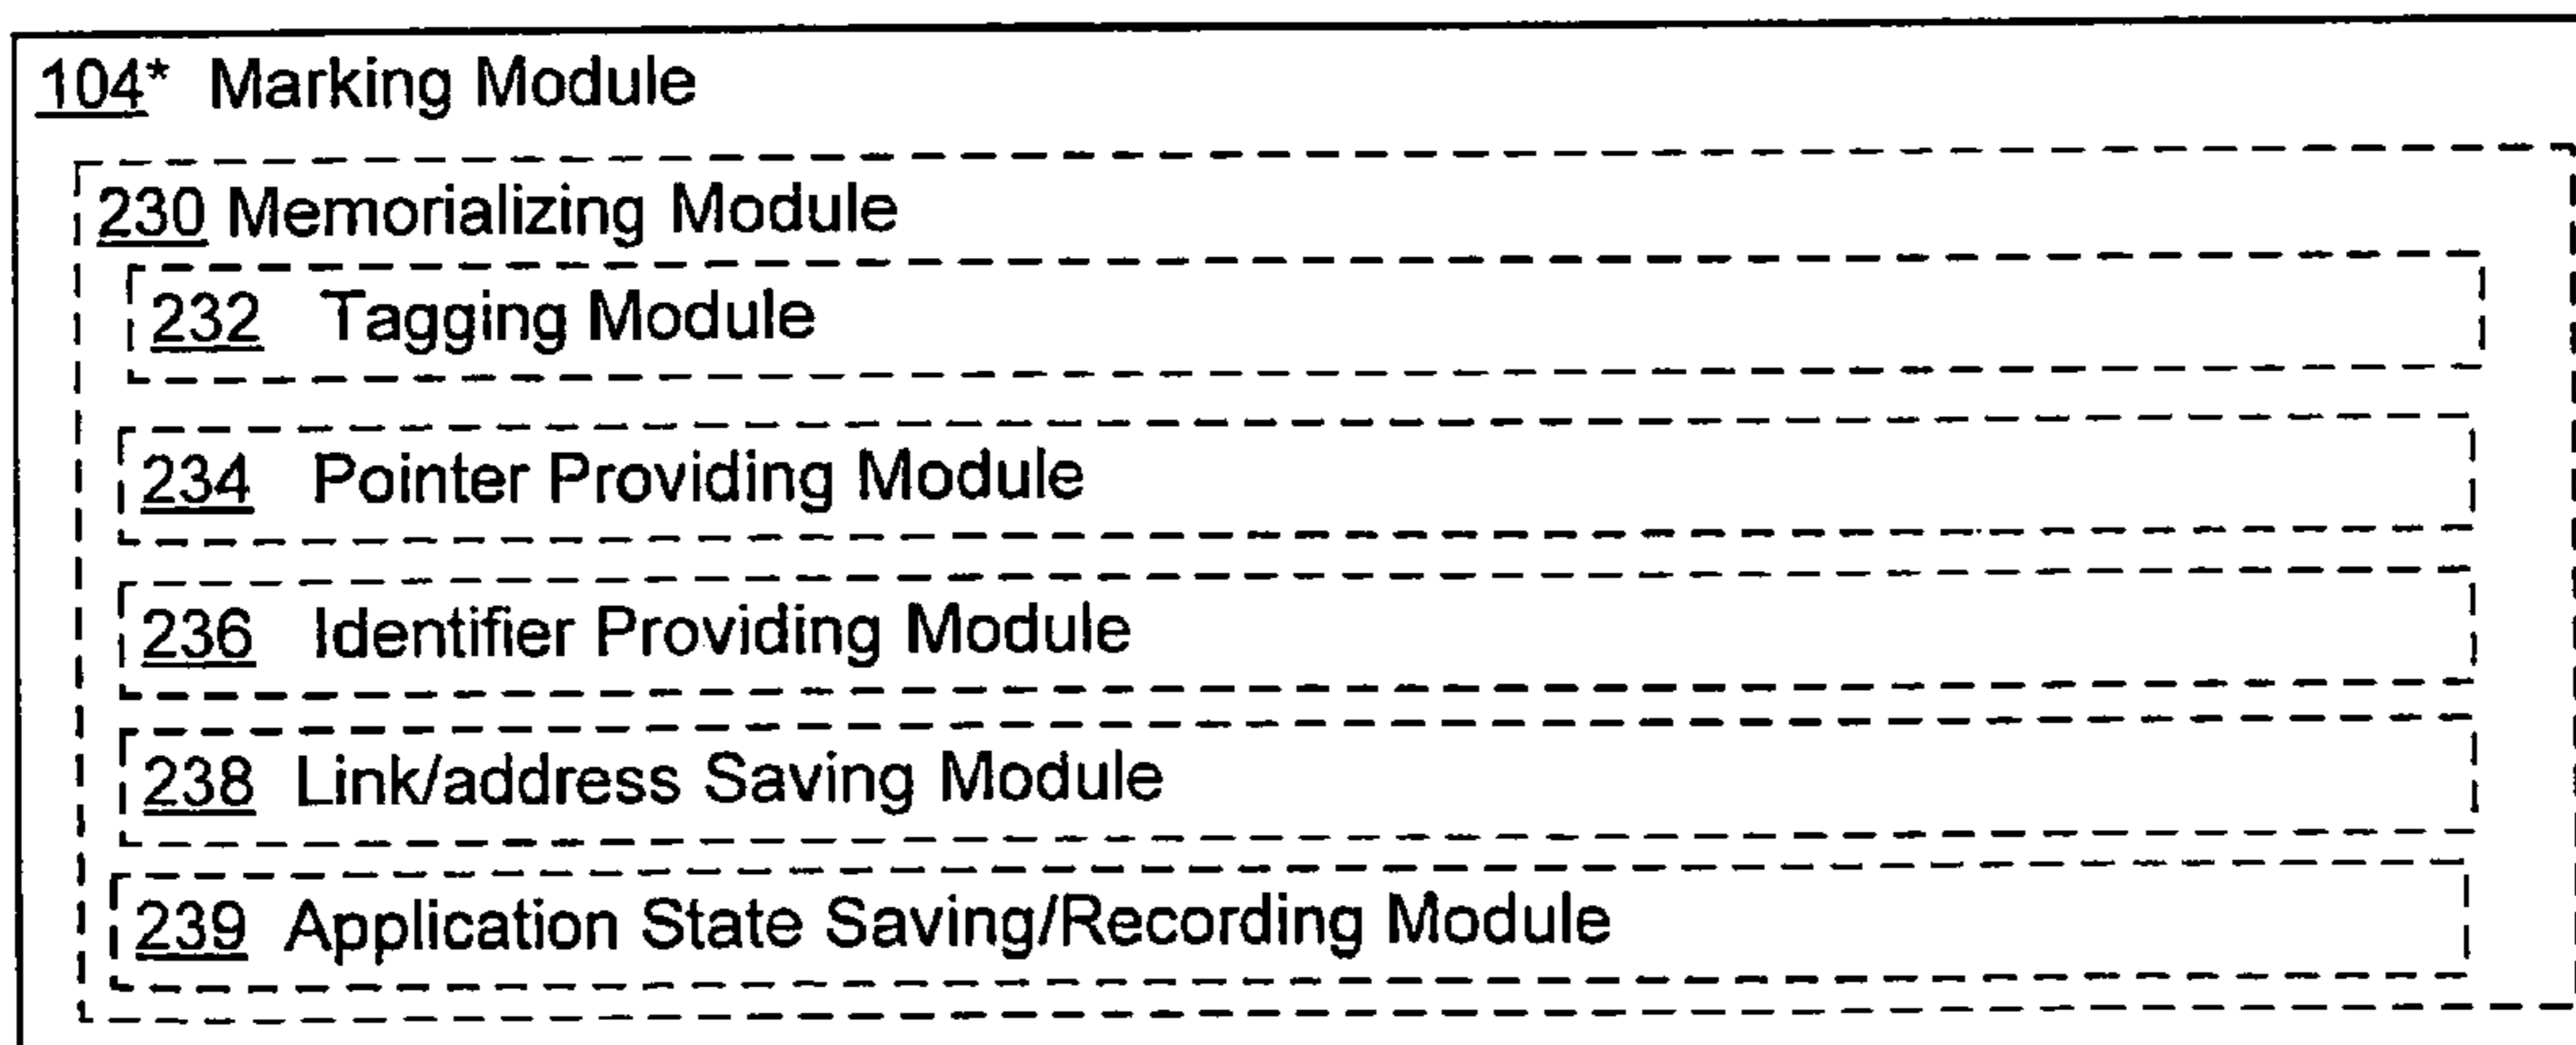 104* Marking Module
230 Memorializing Module
232 Tagging Module
234 Pointer Providing Module
236 Identifier Providing Module
238 Link/address Saving Module
239 Application State Saving/Recording Module